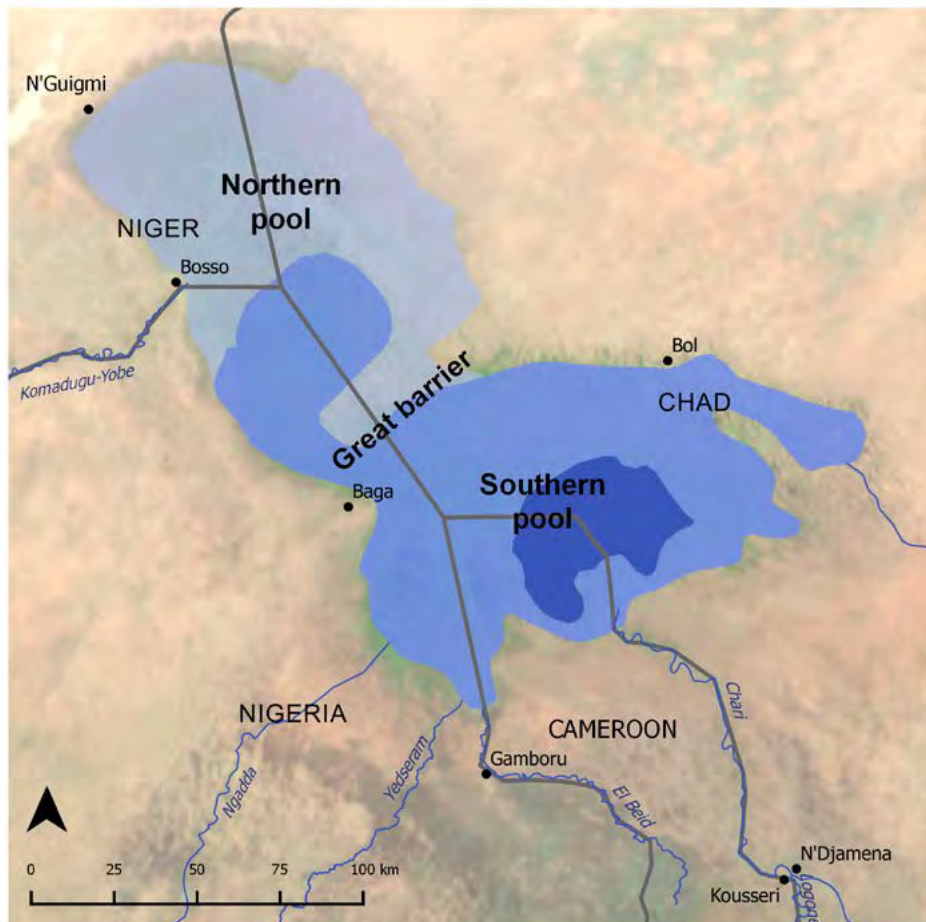 N'Guigmi
Northern
pool
NIGER
Bosso
Komadugu-Yobe
Bol
CHAD
Great barrier
Baga
Southern
pool
NIGERIA
CAMEROON
Chari
Ngadda
Yedseram
Gamboru
El Beid
N'Djamena
Kousseri
0 25 50 75 100 km